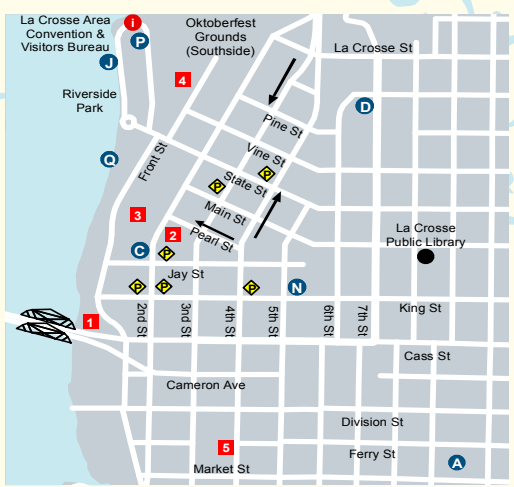 La Crosse Area
Convention &
Visitors Bureau
i
P
J
Oktoberfest
Grounds
(Southside)
La Crosse St
4
Riverside
Park
D
Pine St
Front St
Vine St
Q
P
State St
P
Main St
3
2
Pearl St
La Crosse
Public Library
C
P
Jay St
P
P
P
N
2nd St
3rd St
4th St
5th St
6th St
7th St
King St
1
Cass St
Cameron Ave
Division St
5
Ferry St
A
Market St